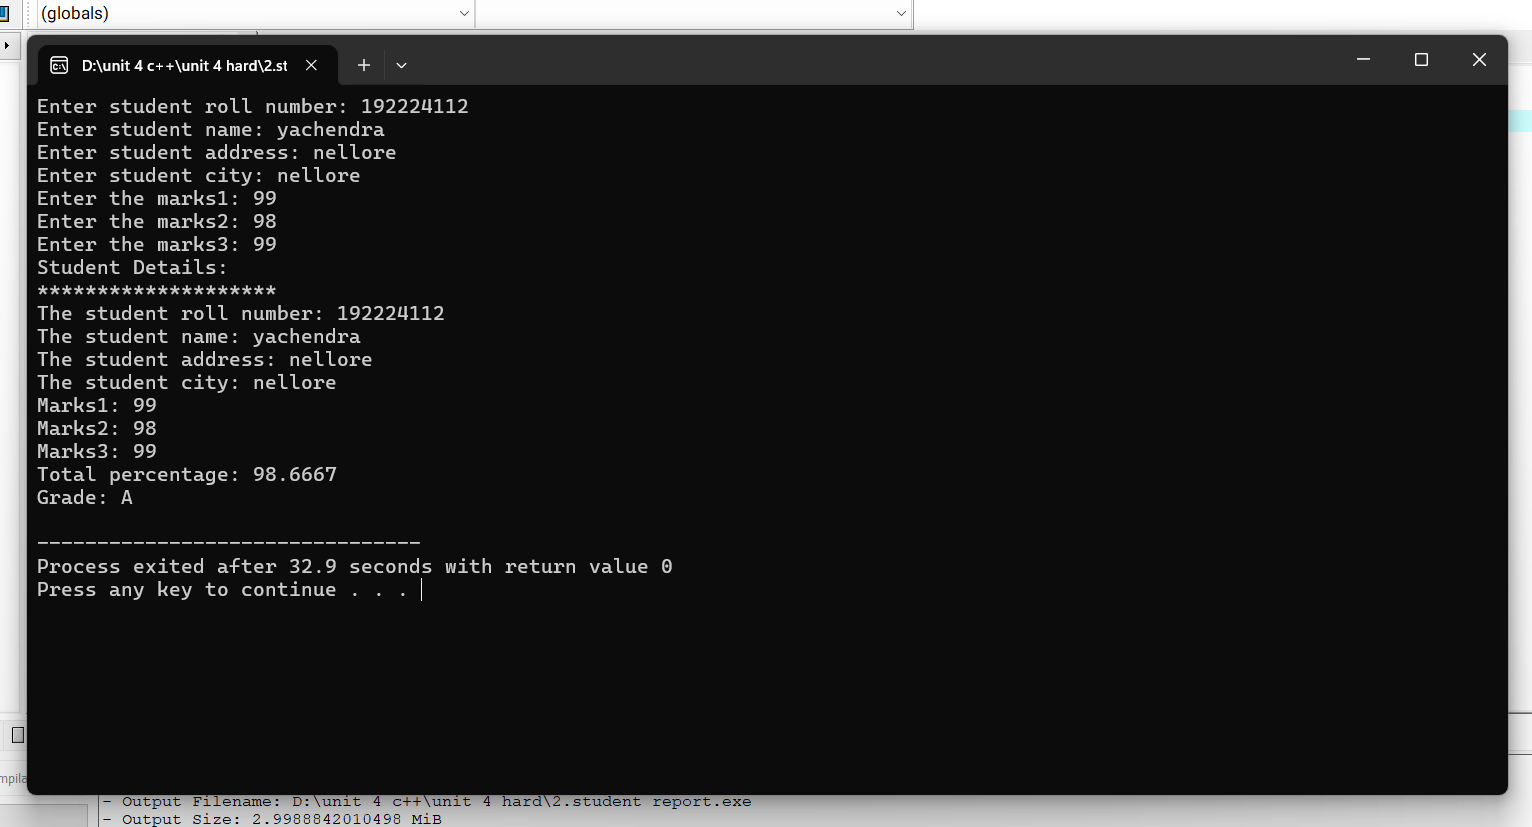 (globals)
D:\unit 4 c++\unit 4 hard\2.st
Enter student roll number: 192224112
Enter student name: yachendra
Enter student address: nellore
Enter student city: nellore
Enter the marks1: 99
Enter the marks2: 98
Enter the marks3: 99
Student Details:
********************
The student roll number: 192224112
The student name: yachendra
The student address: nellore
The student city: nellore
Marks1: 99
Marks2: 98
Marks3: 99
Total percentage: 98.6667
Grade: A
--------------------------------
Process exited after 32.9 seconds with return value 0
Press any key to continue . . .
mpila
- Output Filename: D:\unit 4 c++\unit 4 hard\2.student report.exe
- Output Size: 2.9988842010498 MiB